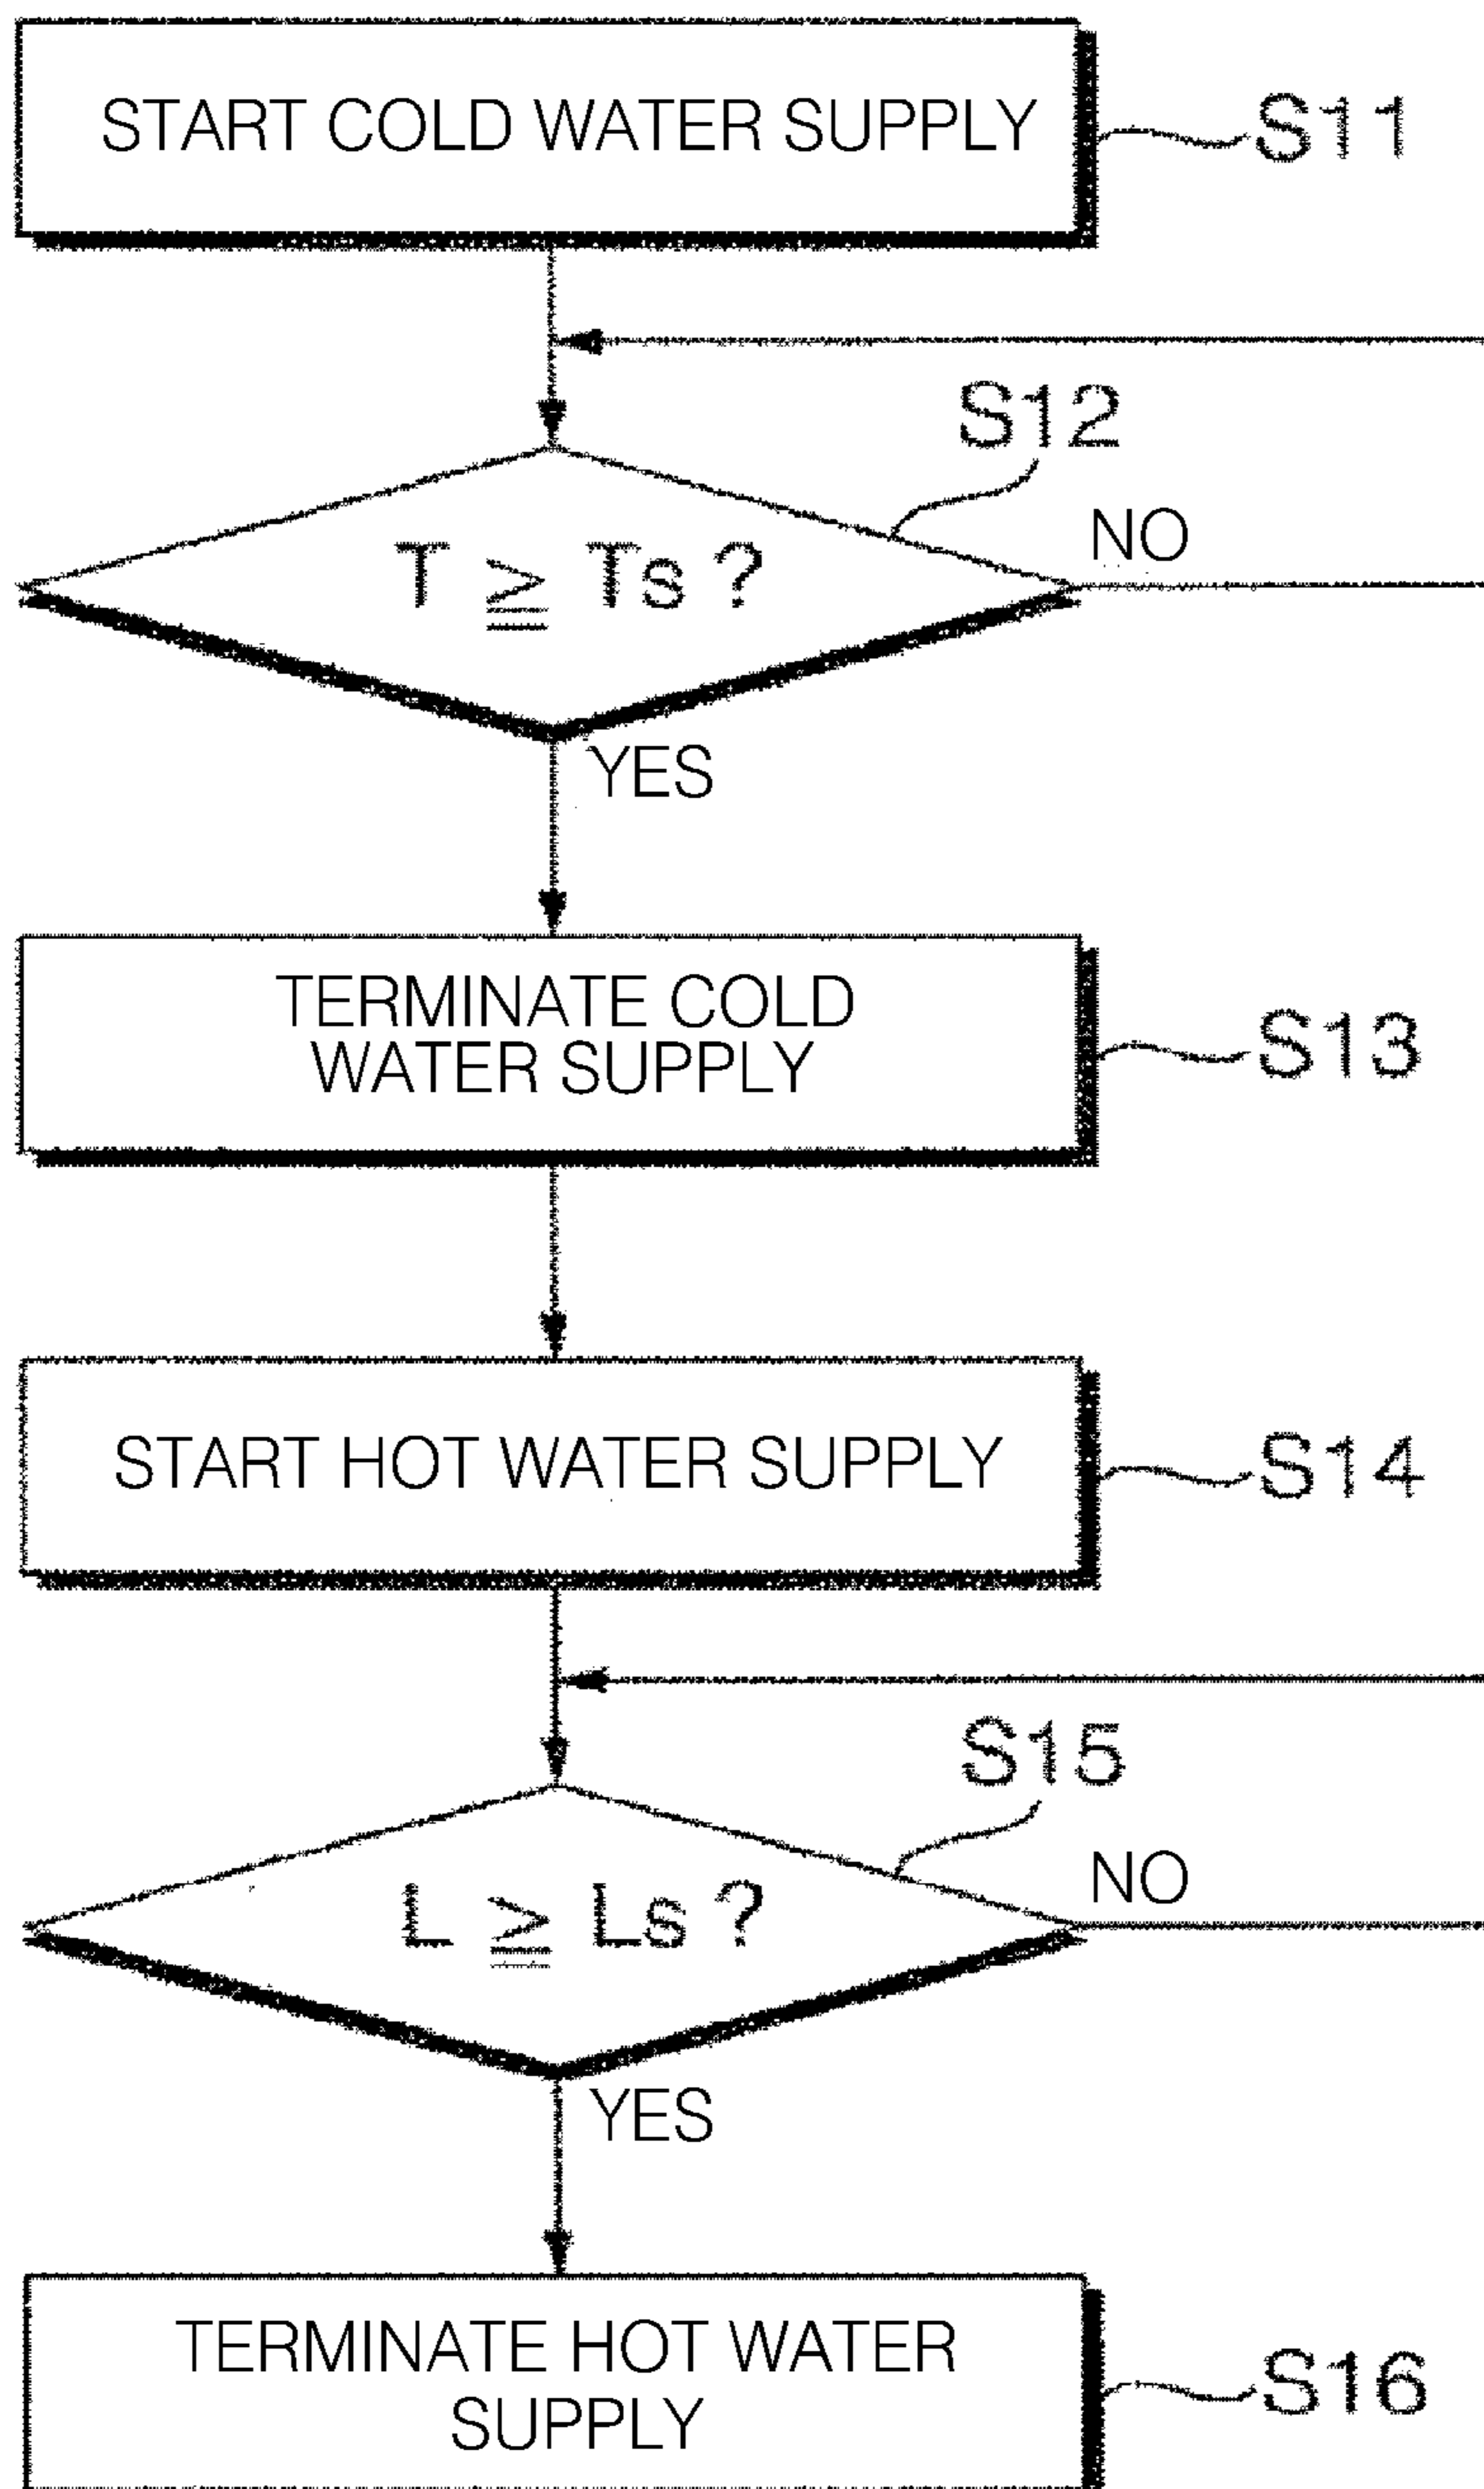 START COLD WATER SUPPLY
S11
S12
T ≧ Ts ?
NO
YES
TERMINATE COLD
WATER SUPPLY
S13
START HOT WATER SUPPLY
S14
S15
L ≧ Ls ?
NO
YES
TERMINATE HOT WATER
SUPPLY
S16